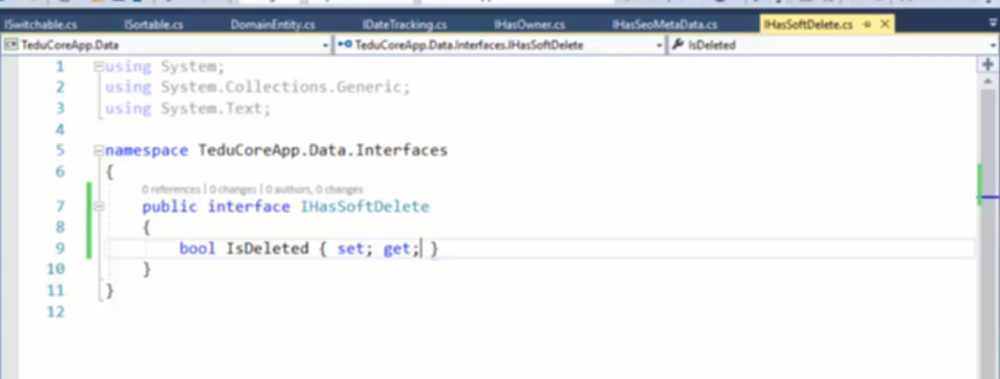 ISwitchable.cs ISortable.cs DomainEntity.cs IDateTracking.cs IHasOwner.cs IHasSeoMetaData.cs IHasSoftDelete.cs
TeduCoreApp.Data TeduCoreApp.Data.Interfaces.IHasSoftDelete IsDeleted
1 using System;
2 using System.Collections.Generic;
3 using System.Text;
4
5 namespace TeduCoreApp.Data.Interfaces
6 {
0 references | 0 changes | 0 authors, 0 changes
7 public interface IHasSoftDelete
8 {
9 bool IsDeleted { set; get; }
10 }
11 }
12